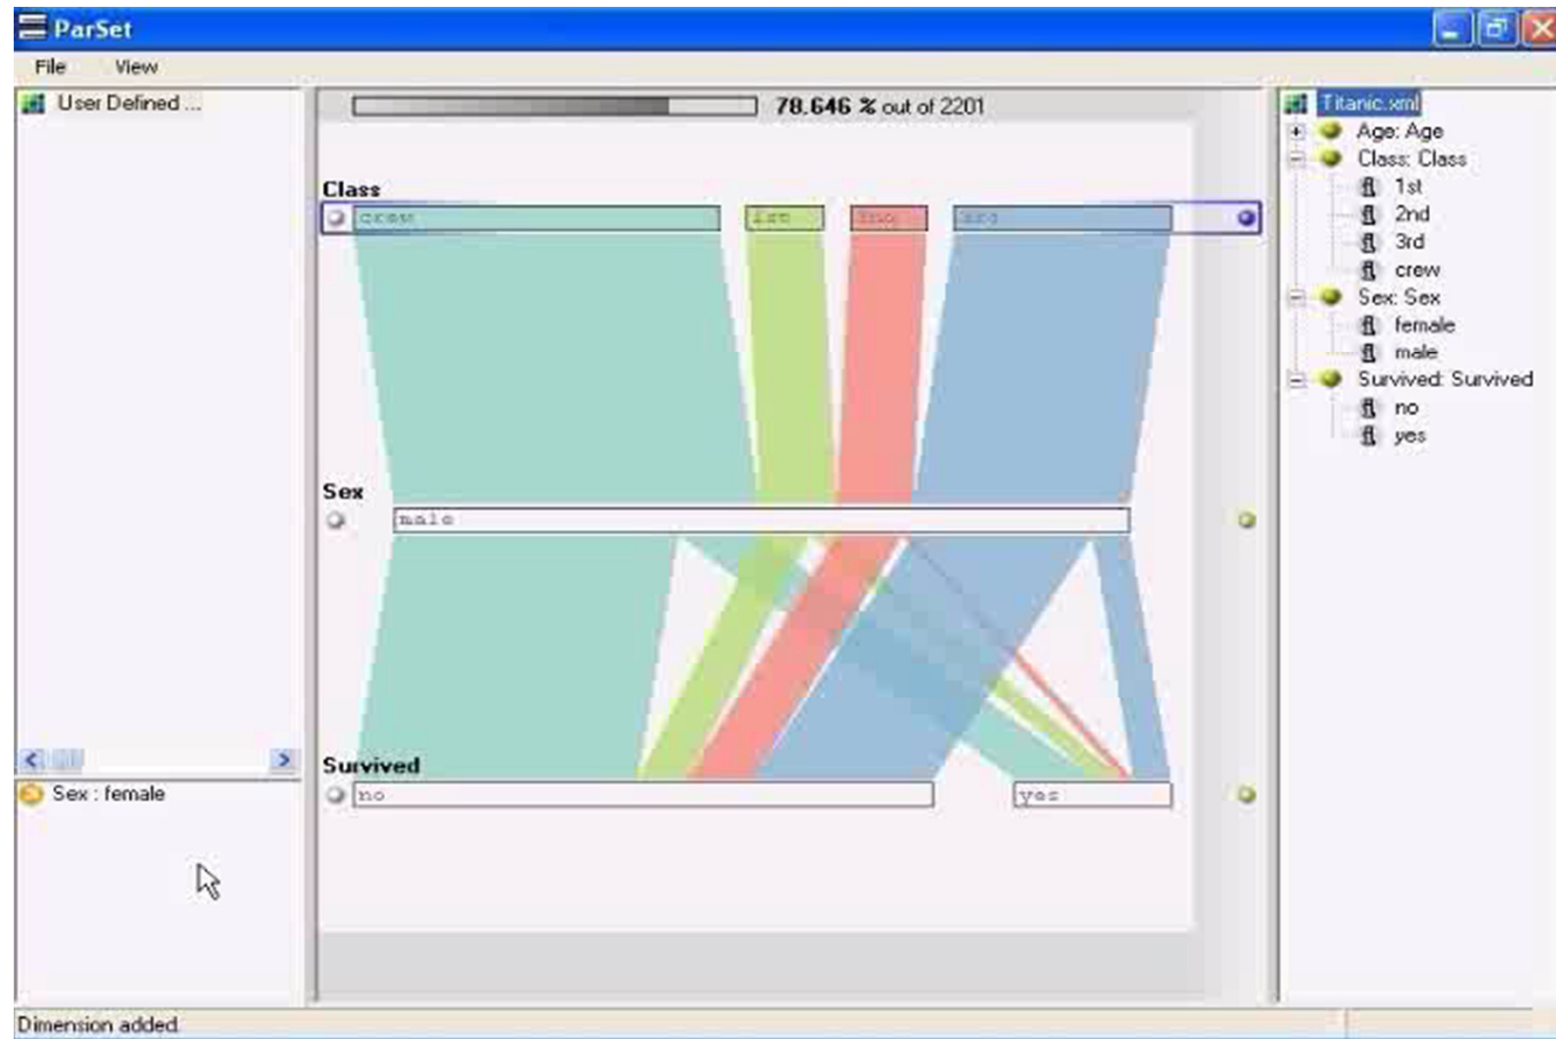 ParSet
File View
User Defined ...
78.646 % out of 2201
Class
crew 1st 2nd 3rd
Sex
male
Survived
no yes
Sex : female
Titanic.xml
Age: Age
Class: Class
1st
2nd
3rd
crew
Sex: Sex
female
male
Survived: Survived
no
yes
Dimension added